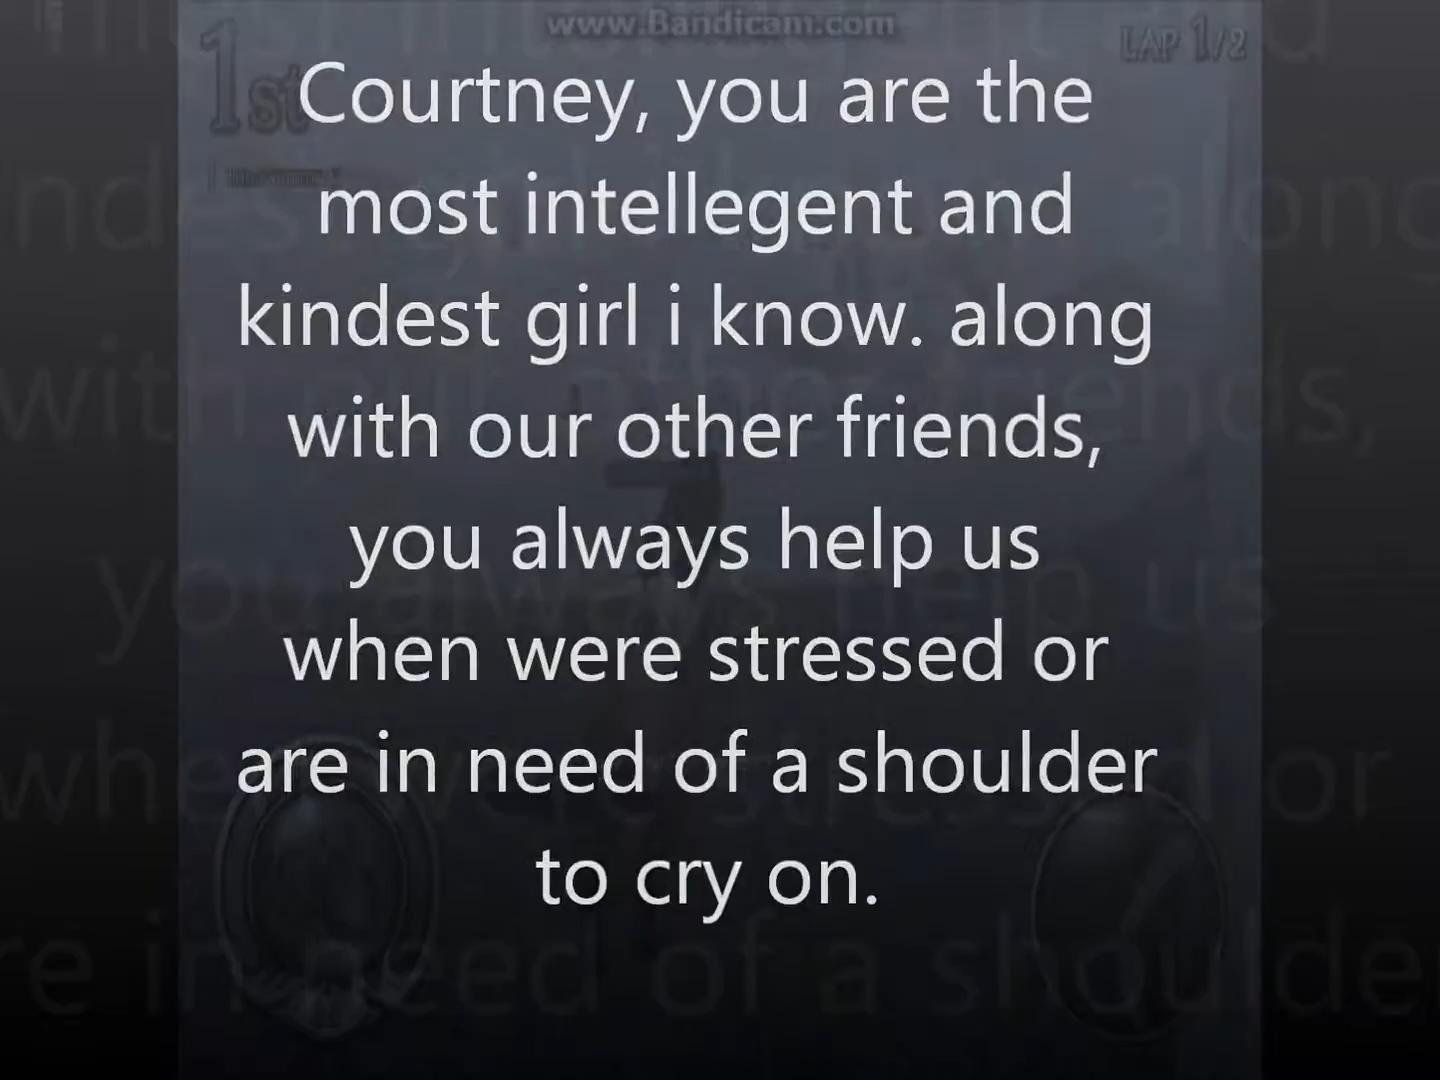 www.Bandicam.com
1st
LAP 1/2
Courtney, you are the
most intellegent and
kindest girl i know. along
with our other friends,
you always help us
when were stressed or
are in need of a shoulder
to cry on.